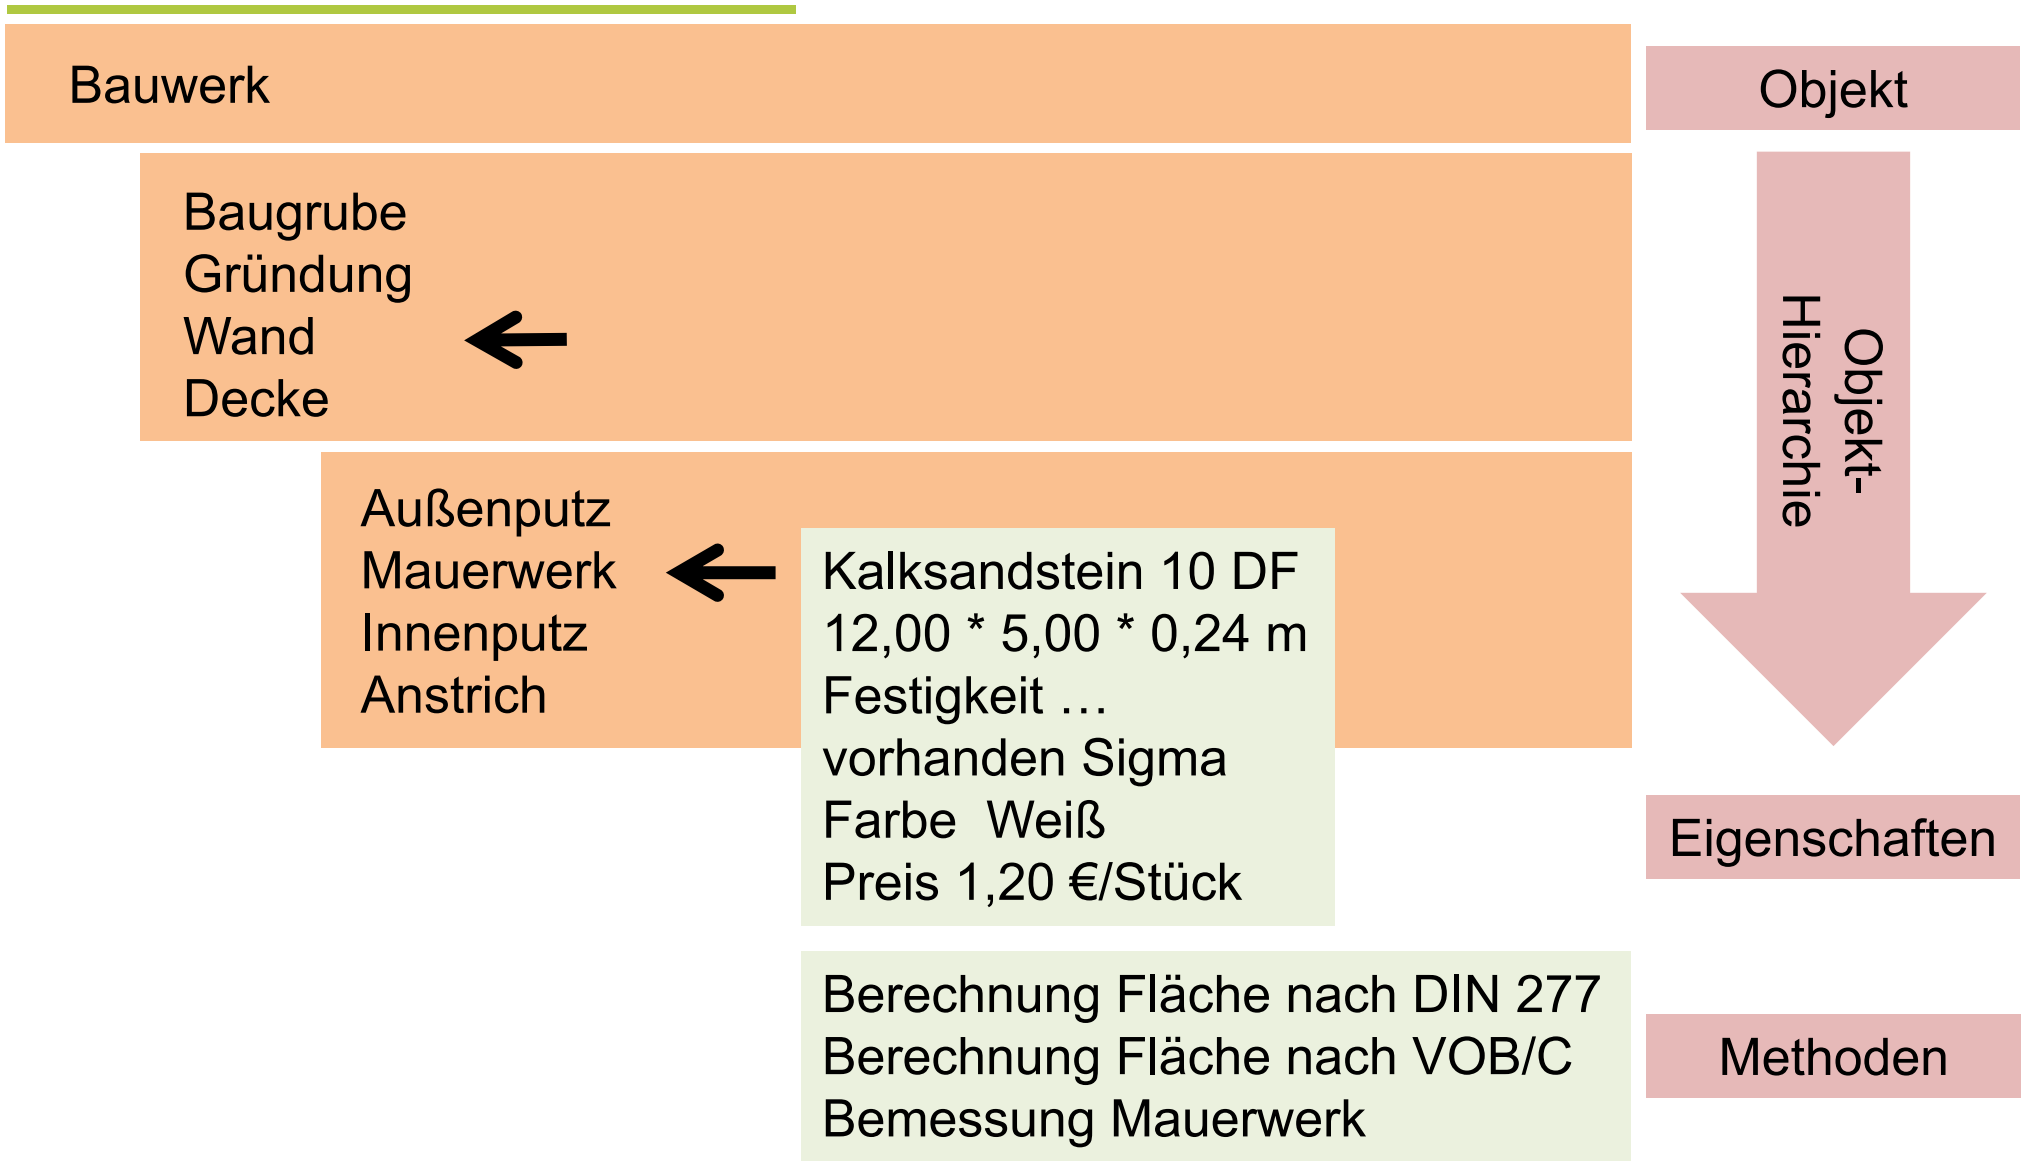 Bauwerk
Objekt
Baugrube
Gründung
Wand
Decke
Objekt-
Hierarchie
Außenputz
Mauerwerk
Innenputz
Anstrich
Kalksandstein 10 DF
12,00 * 5,00 * 0,24 m
Festigkeit …
vorhanden Sigma
Farbe  Weiß
Preis 1,20 €/Stück
Eigenschaften
Berechnung Fläche nach DIN 277
Berechnung Fläche nach VOB/C
Bemessung Mauerwerk
Methoden